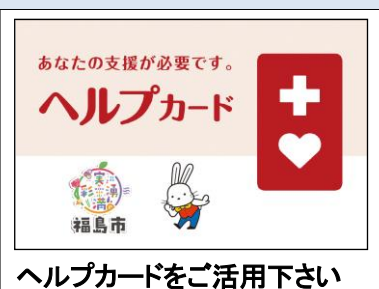 あなたの支援が必要です。
ヘルプカード
福島市
ヘルプカードをご活用下さい